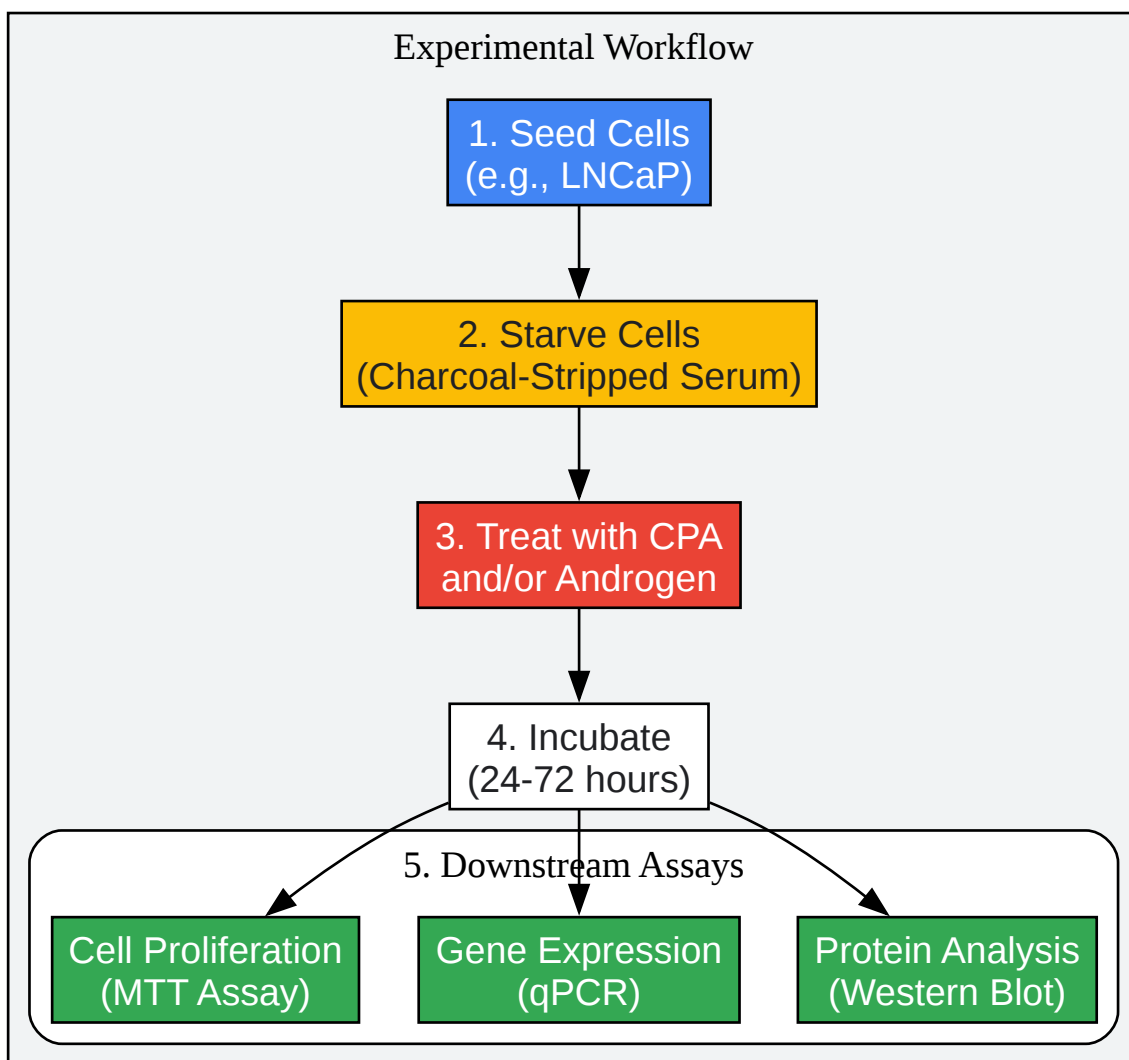 Experimental Workflow
1. Seed Cells
(e.g., LNCaP)
2. Starve Cells
(Charcoal-Stripped Serum)
3. Treat with CPA
and/or Androgen
4. Incubate
(24-72 hours)
5. Downstream Assays
Cell Proliferation
(MTT Assay)
Gene Expression
(qPCR)
Protein Analysis
(Western Blot)